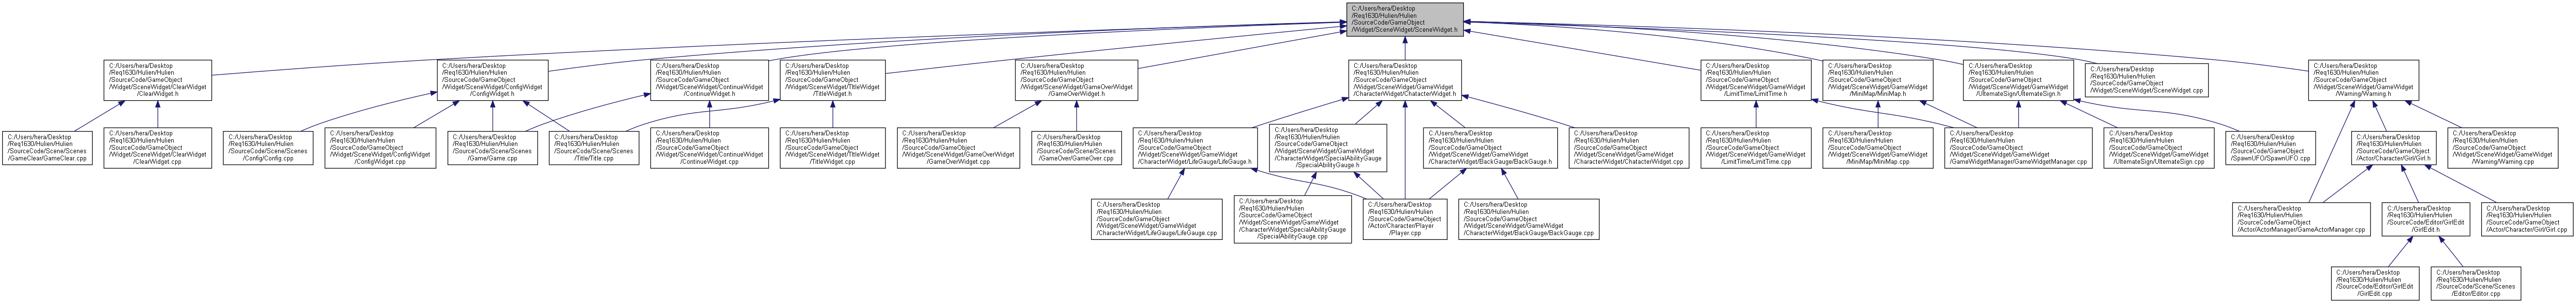 C:/Users/hera/Desktop
/Req1630/Hulien/Hulien
/SourceCode/GameObject
/Widget/SceneWidget/SceneWidget.h
C:/Users/hera/Desktop
/Req1630/Hulien/Hulien
/SourceCode/GameObject
/Widget/SceneWidget/ClearWidget
/ClearWidget.h
C:/Users/hera/Desktop
/Req1630/Hulien/Hulien
/SourceCode/GameObject
/Widget/SceneWidget/ConfigWidget
/ConfigWidget.h
C:/Users/hera/Desktop
/Req1630/Hulien/Hulien
/SourceCode/GameObject
/Widget/SceneWidget/ContinueWidget
/ContinueWidget.h
C:/Users/hera/Desktop
/Req1630/Hulien/Hulien
/SourceCode/GameObject
/Widget/SceneWidget/TitleWidget
/TitleWidget.h
C:/Users/hera/Desktop
/Req1630/Hulien/Hulien
/SourceCode/GameObject
/Widget/SceneWidget/GameOverWidget
/GameOverWidget.h
C:/Users/hera/Desktop
/Req1630/Hulien/Hulien
/SourceCode/GameObject
/Widget/SceneWidget/GameWidget
/CharacterWidget/ChatacterWidget.h
C:/Users/hera/Desktop
/Req1630/Hulien/Hulien
/SourceCode/GameObject
/Widget/SceneWidget/GameWidget
/LimitTime/LimitTime.h
C:/Users/hera/Desktop
/Req1630/Hulien/Hulien
/SourceCode/GameObject
/Widget/SceneWidget/GameWidget
/MiniMap/MiniMap.h
C:/Users/hera/Desktop
/Req1630/Hulien/Hulien
/SourceCode/GameObject
/Widget/SceneWidget/GameWidget
/UltemateSign/UltemateSign.h
C:/Users/hera/Desktop
/Req1630/Hulien/Hulien
/SourceCode/GameObject
/Widget/SceneWidget/SceneWidget.cpp
C:/Users/hera/Desktop
/Req1630/Hulien/Hulien
/SourceCode/GameObject
/Widget/SceneWidget/GameWidget
/Warning/Warning.h
C:/Users/hera/Desktop
/Req1630/Hulien/Hulien
/SourceCode/Scene/Scenes
/GameClear/GameClear.cpp
C:/Users/hera/Desktop
/Req1630/Hulien/Hulien
/SourceCode/GameObject
/Widget/SceneWidget/ClearWidget
/ClearWidget.cpp
C:/Users/hera/Desktop
/Req1630/Hulien/Hulien
/SourceCode/Scene/Scenes
/Config/Config.cpp
C:/Users/hera/Desktop
/Req1630/Hulien/Hulien
/SourceCode/GameObject
/Widget/SceneWidget/ConfigWidget
/ConfigWidget.cpp
C:/Users/hera/Desktop
/Req1630/Hulien/Hulien
/SourceCode/Scene/Scenes
/Game/Game.cpp
C:/Users/hera/Desktop
/Req1630/Hulien/Hulien
/SourceCode/Scene/Scenes
/Title/Title.cpp
C:/Users/hera/Desktop
/Req1630/Hulien/Hulien
/SourceCode/GameObject
/Widget/SceneWidget/ContinueWidget
/ContinueWidget.cpp
C:/Users/hera/Desktop
/Req1630/Hulien/Hulien
/SourceCode/GameObject
/Widget/SceneWidget/TitleWidget
/TitleWidget.cpp
C:/Users/hera/Desktop
/Req1630/Hulien/Hulien
/SourceCode/GameObject
/Widget/SceneWidget/GameOverWidget
/GameOverWidget.cpp
C:/Users/hera/Desktop
/Req1630/Hulien/Hulien
/SourceCode/Scene/Scenes
/GameOver/GameOver.cpp
C:/Users/hera/Desktop
/Req1630/Hulien/Hulien
/SourceCode/GameObject
/Widget/SceneWidget/GameWidget
/CharacterWidget/LifeGauge/LifeGauge.h
C:/Users/hera/Desktop
/Req1630/Hulien/Hulien
/SourceCode/GameObject
/Widget/SceneWidget/GameWidget
/CharacterWidget/SpecialAbilityGauge
/SpecialAbilityGauge.h
C:/Users/hera/Desktop
/Req1630/Hulien/Hulien
/SourceCode/GameObject
/Widget/SceneWidget/GameWidget
/CharacterWidget/BackGauge/BackGauge.h
C:/Users/hera/Desktop
/Req1630/Hulien/Hulien
/SourceCode/GameObject
/Widget/SceneWidget/GameWidget
/CharacterWidget/ChatacterWidget.cpp
C:/Users/hera/Desktop
/Req1630/Hulien/Hulien
/SourceCode/GameObject
/Widget/SceneWidget/GameWidget
/LimitTime/LimitTime.cpp
C:/Users/hera/Desktop
/Req1630/Hulien/Hulien
/SourceCode/GameObject
/Widget/SceneWidget/GameWidget
/MiniMap/MiniMap.cpp
C:/Users/hera/Desktop
/Req1630/Hulien/Hulien
/SourceCode/GameObject
/Widget/SceneWidget/GameWidget
/GameWidgetManager/GameWidgetManager.cpp
C:/Users/hera/Desktop
/Req1630/Hulien/Hulien
/SourceCode/GameObject
/Widget/SceneWidget/GameWidget
/UltemateSign/UltemateSign.cpp
C:/Users/hera/Desktop
/Req1630/Hulien/Hulien
/SourceCode/GameObject
/SpawnUFO/SpawnUFO.cpp
C:/Users/hera/Desktop
/Req1630/Hulien/Hulien
/SourceCode/GameObject
/Actor/Character/Girl/Girl.h
C:/Users/hera/Desktop
/Req1630/Hulien/Hulien
/SourceCode/GameObject
/Widget/SceneWidget/GameWidget
/Warning/Warning.cpp
C:/Users/hera/Desktop
/Req1630/Hulien/Hulien
/SourceCode/GameObject
/Widget/SceneWidget/GameWidget
/CharacterWidget/LifeGauge/LifeGauge.cpp
C:/Users/hera/Desktop
/Req1630/Hulien/Hulien
/SourceCode/GameObject
/Widget/SceneWidget/GameWidget
/CharacterWidget/SpecialAbilityGauge
/SpecialAbilityGauge.cpp
C:/Users/hera/Desktop
/Req1630/Hulien/Hulien
/SourceCode/GameObject
/Actor/Character/Player
/Player.cpp
C:/Users/hera/Desktop
/Req1630/Hulien/Hulien
/SourceCode/GameObject
/Widget/SceneWidget/GameWidget
/CharacterWidget/BackGauge/BackGauge.cpp
C:/Users/hera/Desktop
/Req1630/Hulien/Hulien
/SourceCode/GameObject
/Actor/ActorManager/GameActorManager.cpp
C:/Users/hera/Desktop
/Req1630/Hulien/Hulien
/SourceCode/Editor/GirlEdit
/GirlEdit.h
C:/Users/hera/Desktop
/Req1630/Hulien/Hulien
/SourceCode/GameObject
/Actor/Character/Girl/Girl.cpp
C:/Users/hera/Desktop
/Req1630/Hulien/Hulien
/SourceCode/Editor/GirlEdit
/GirlEdit.cpp
C:/Users/hera/Desktop
/Req1630/Hulien/Hulien
/SourceCode/Scene/Scenes
/Editor/Editor.cpp